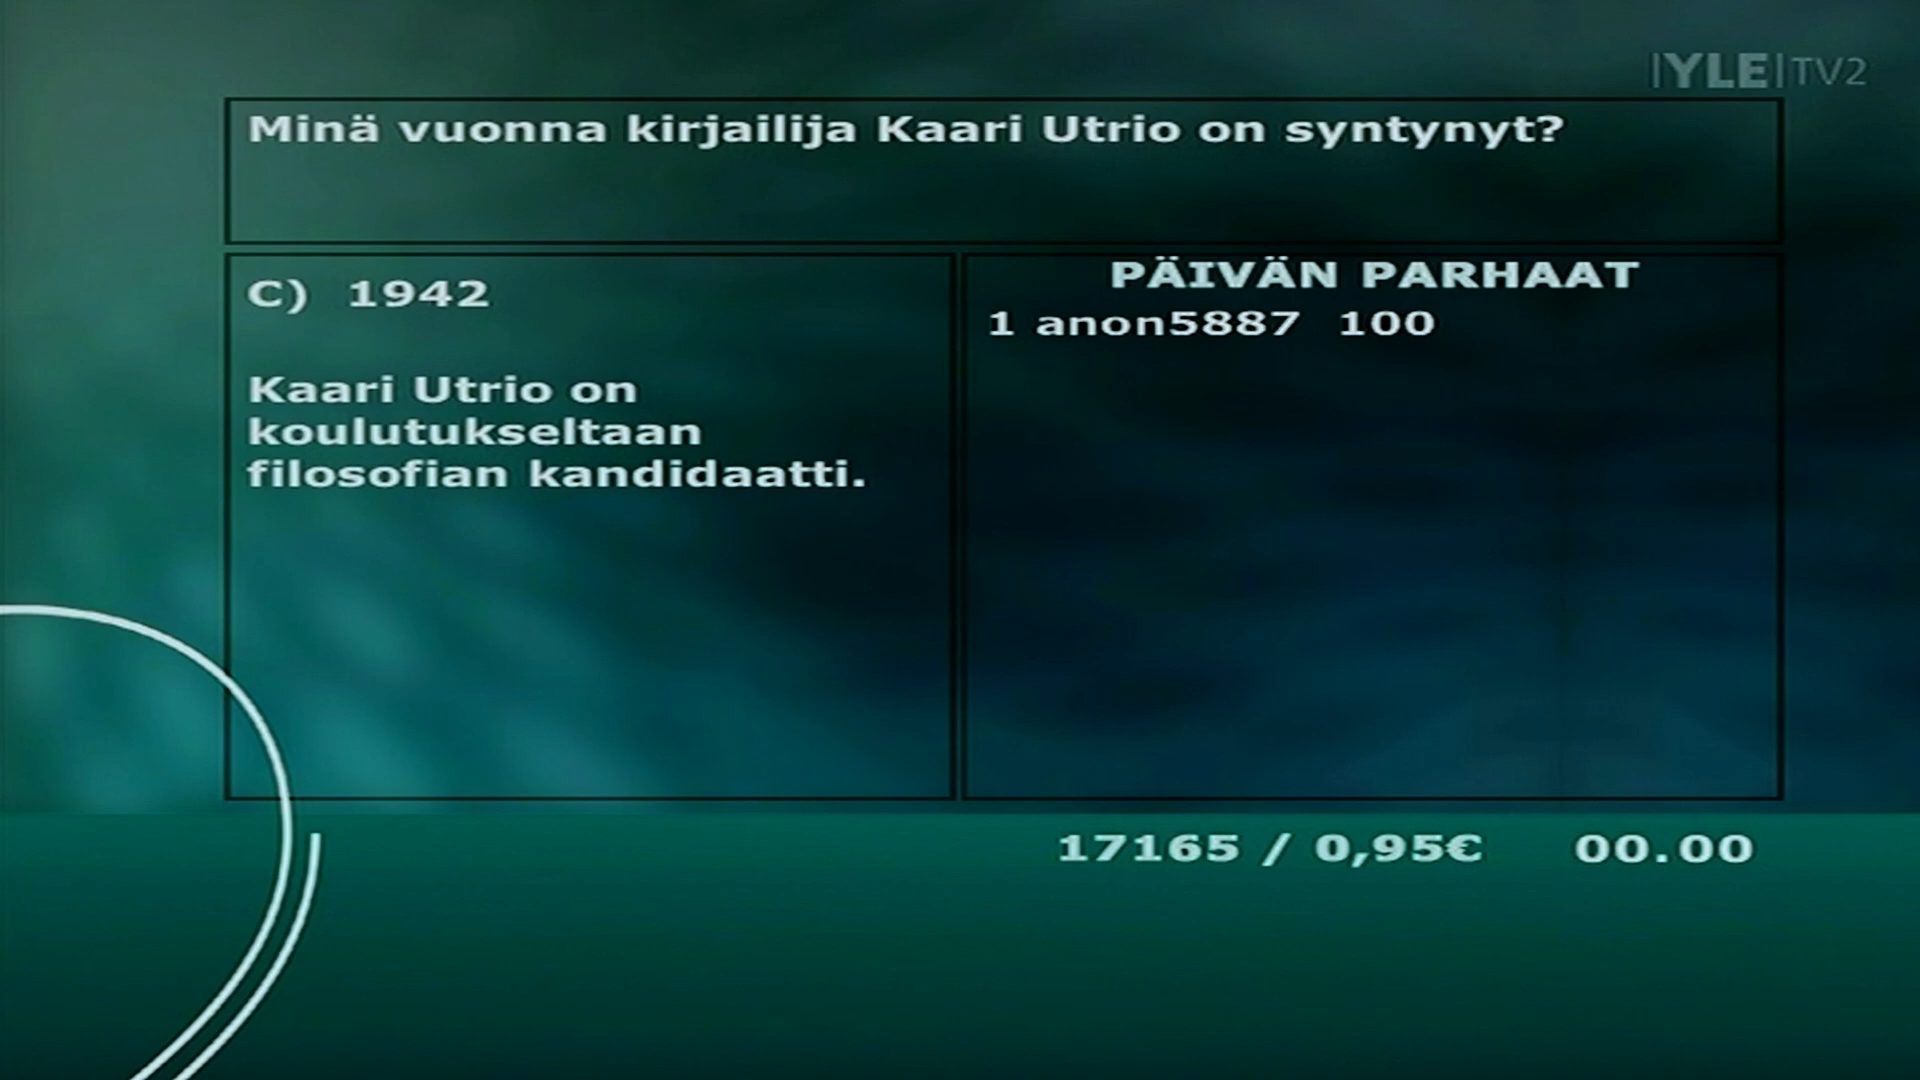 YLE TV2
Minä vuonna kirjailija Kaari Utrio on syntynyt?
C) 1942
Kaari Utrio on
koulutukseltaan
filosofian kandidaatti.
PÄIVÄN PARHAAT
1 anon5887 100
17165 / 0,95€ 00.00